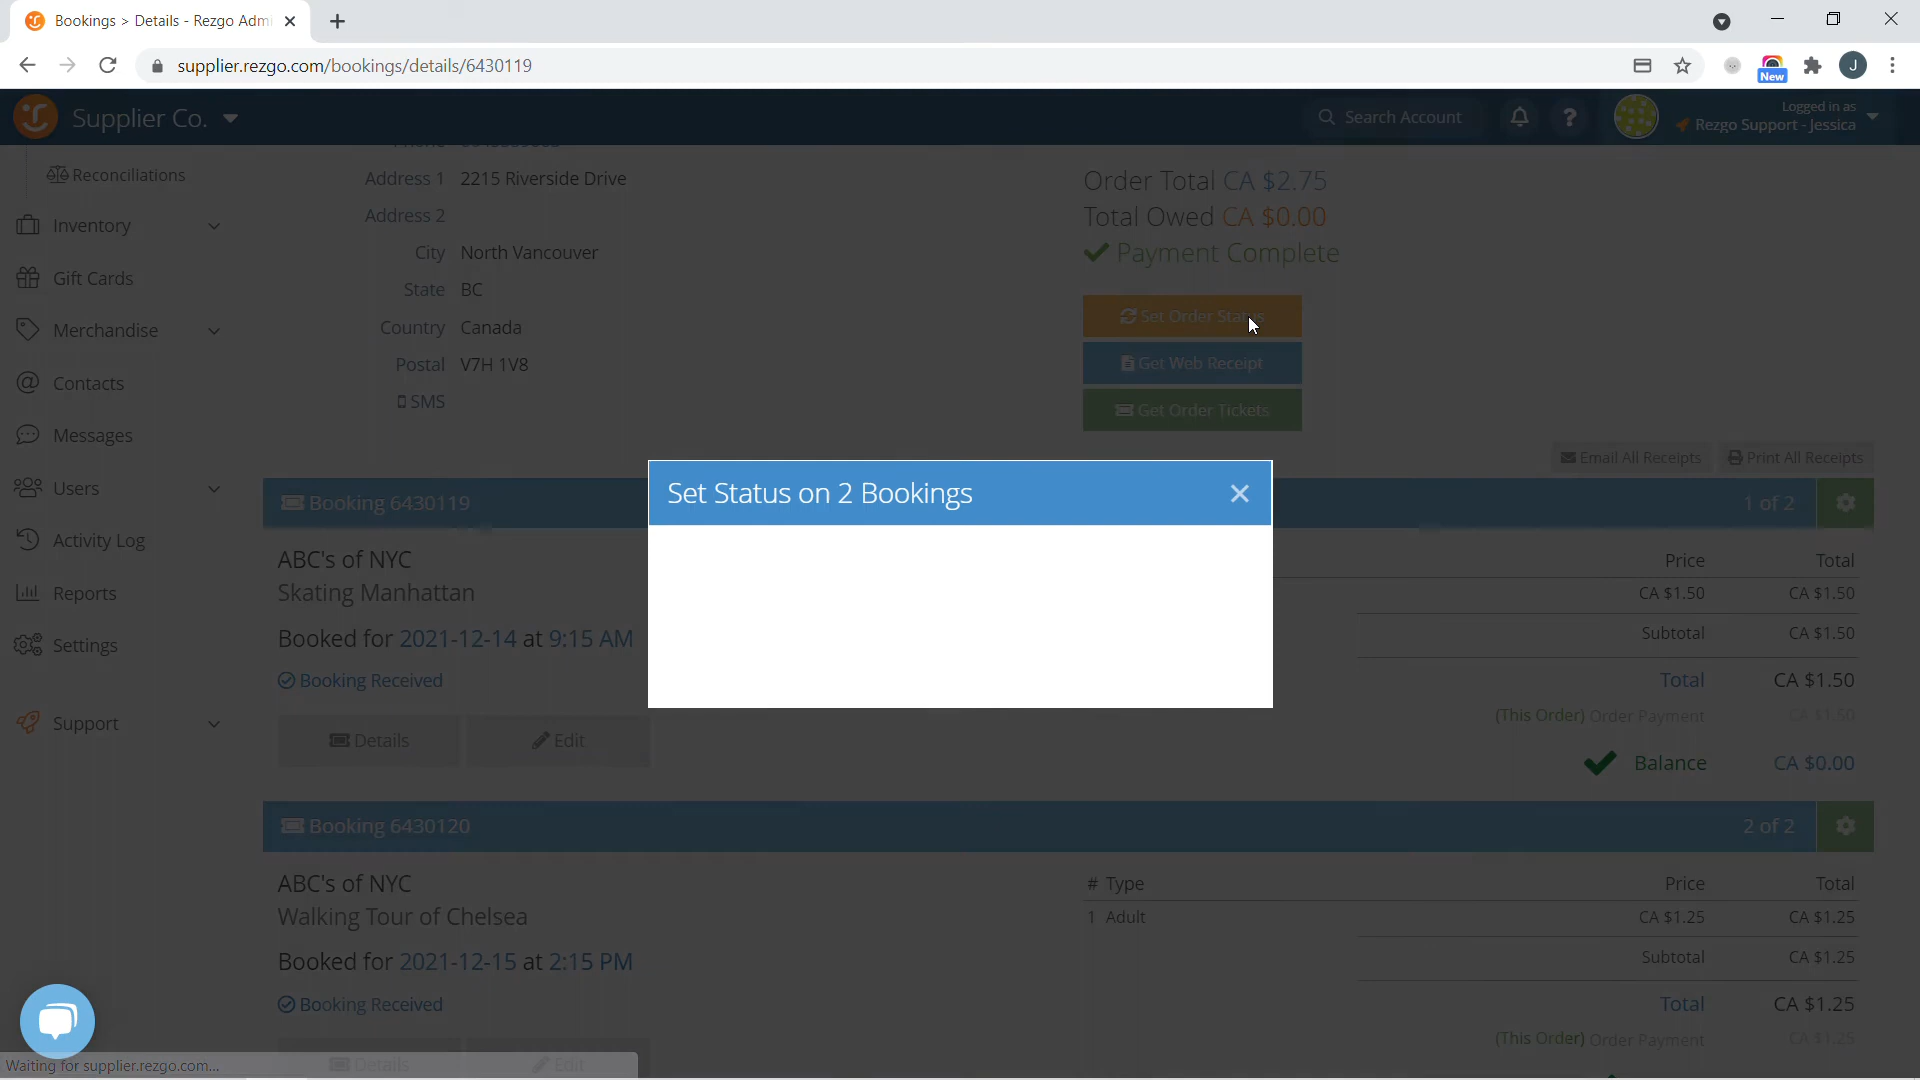 Bookings > Details - Rezgo Admi
supplier.rezgo.com/bookings/details/6430119
New
J
Supplier Co.
Search Account
?
Logged in as
Rezgo Support - Jessica
Reconciliations
Inventory
Gift Cards
Merchandise
Contacts
Messages
Users
Activity Log
Reports
Settings
Support
Address 1 2215 Riverside Drive
Address 2
City North Vancouver
State BC
Country Canada
Postal V7H 1V8
SMS
Order Total CA $2.75
Total Owed CA $0.00
Payment Complete
Set Order Status
Get Web Receipt
Get Order Tickets
Email All Receipts Print All Receipts
Set Status on 2 Bookings
Booking 6430119 1 of 2
ABC's of NYC
Skating Manhattan
Booked for 2021-12-14 at 9:15 AM
Booking Received
Details Edit
Price Total
CA $1.50 CA $1.50
Subtotal CA $1.50
Total CA $1.50
(This Order) Order Payment CA $1.50
Balance CA $0.00
Booking 6430120 2 of 2
ABC's of NYC
Walking Tour of Chelsea
Booked for 2021-12-15 at 2:15 PM
Booking Received
Details Edit
# Type Price Total
1 Adult CA $1.25 CA $1.25
Subtotal CA $1.25
Total CA $1.25
(This Order) Order Payment CA $1.25
Waiting for supplier.rezgo.com...